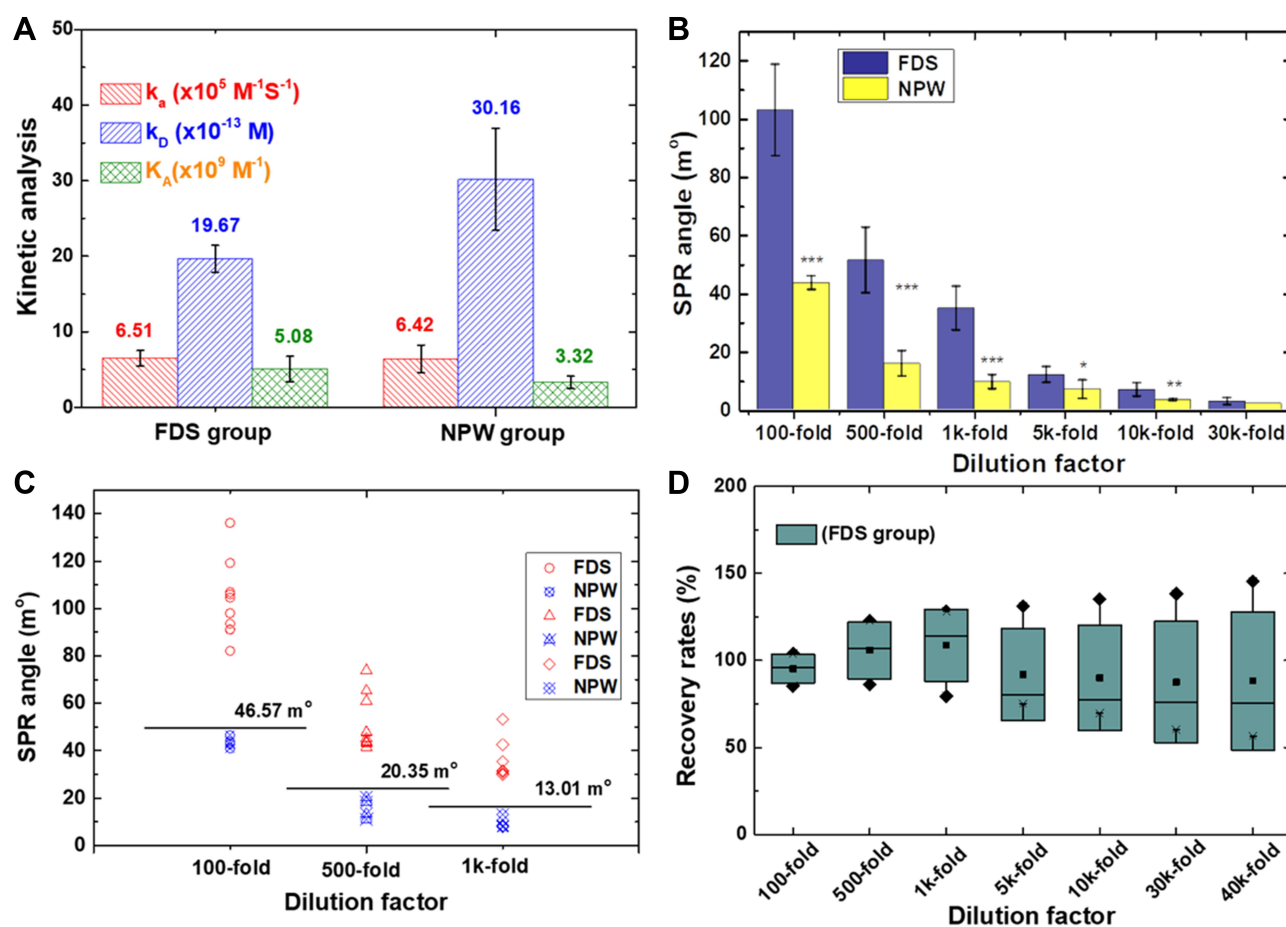 A
50
40
30
20
10
0
Kinetic analysis
ka (x10^5 M^-1S^-1)
kD (x10^-13 M)
KA(x10^9 M^-1)
6.51
19.67
5.08
6.42
30.16
3.32
FDS group
NPW group
B
120
100
80
60
40
20
0
SPR angle (m°)
FDS
NPW
***
***
***
*
**
100-fold
500-fold
1k-fold
5k-fold
10k-fold
30k-fold
Dilution factor
C
140
120
100
80
60
40
20
0
SPR angle (m°)
FDS
NPW
FDS
NPW
FDS
NPW
46.57 m°
20.35 m°
13.01 m°
100-fold
500-fold
1k-fold
Dilution factor
D
200
150
100
50
0
Recovery rates (%)
(FDS group)
100-fold
500-fold
1k-fold
5k-fold
10k-fold
30k-fold
40k-fold
Dilution factor